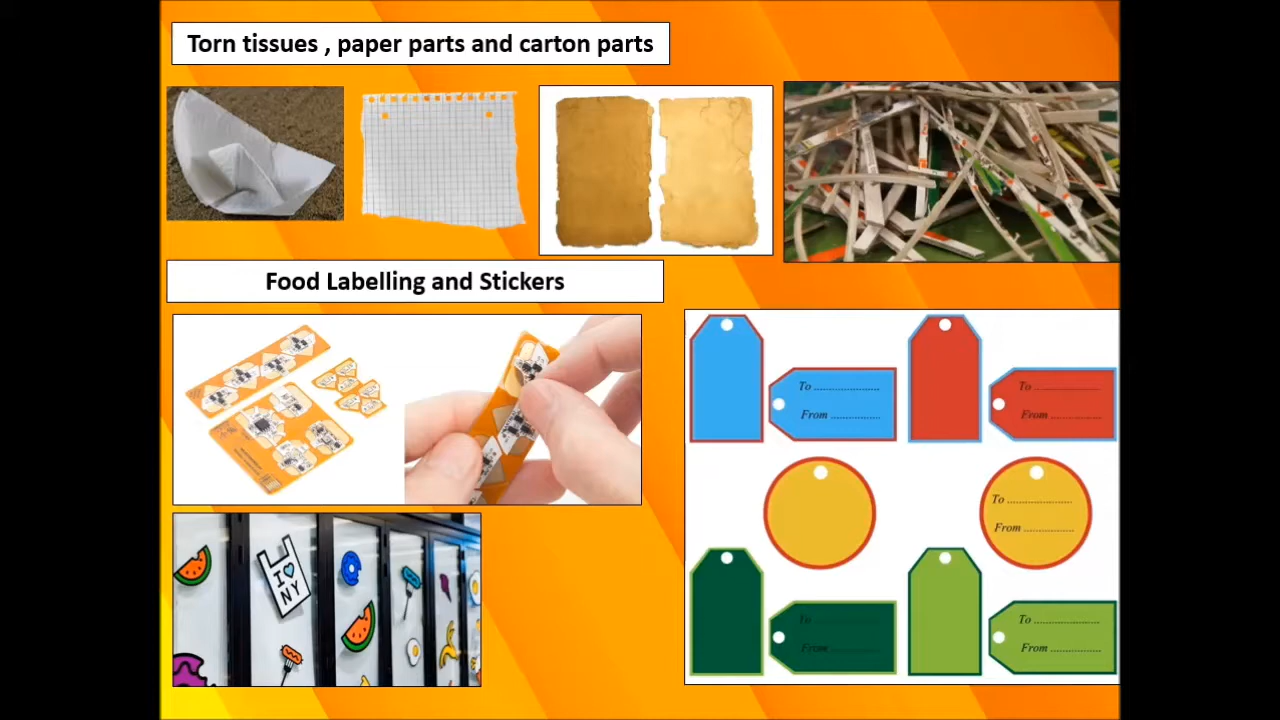 Torn tissues , paper parts and carton parts
Food Labelling and Stickers
I
NY
To ....................
From ...............
To ....................
From ...............
To ....................
From ...............
To ....................
From ...............
To ....................
From ...............